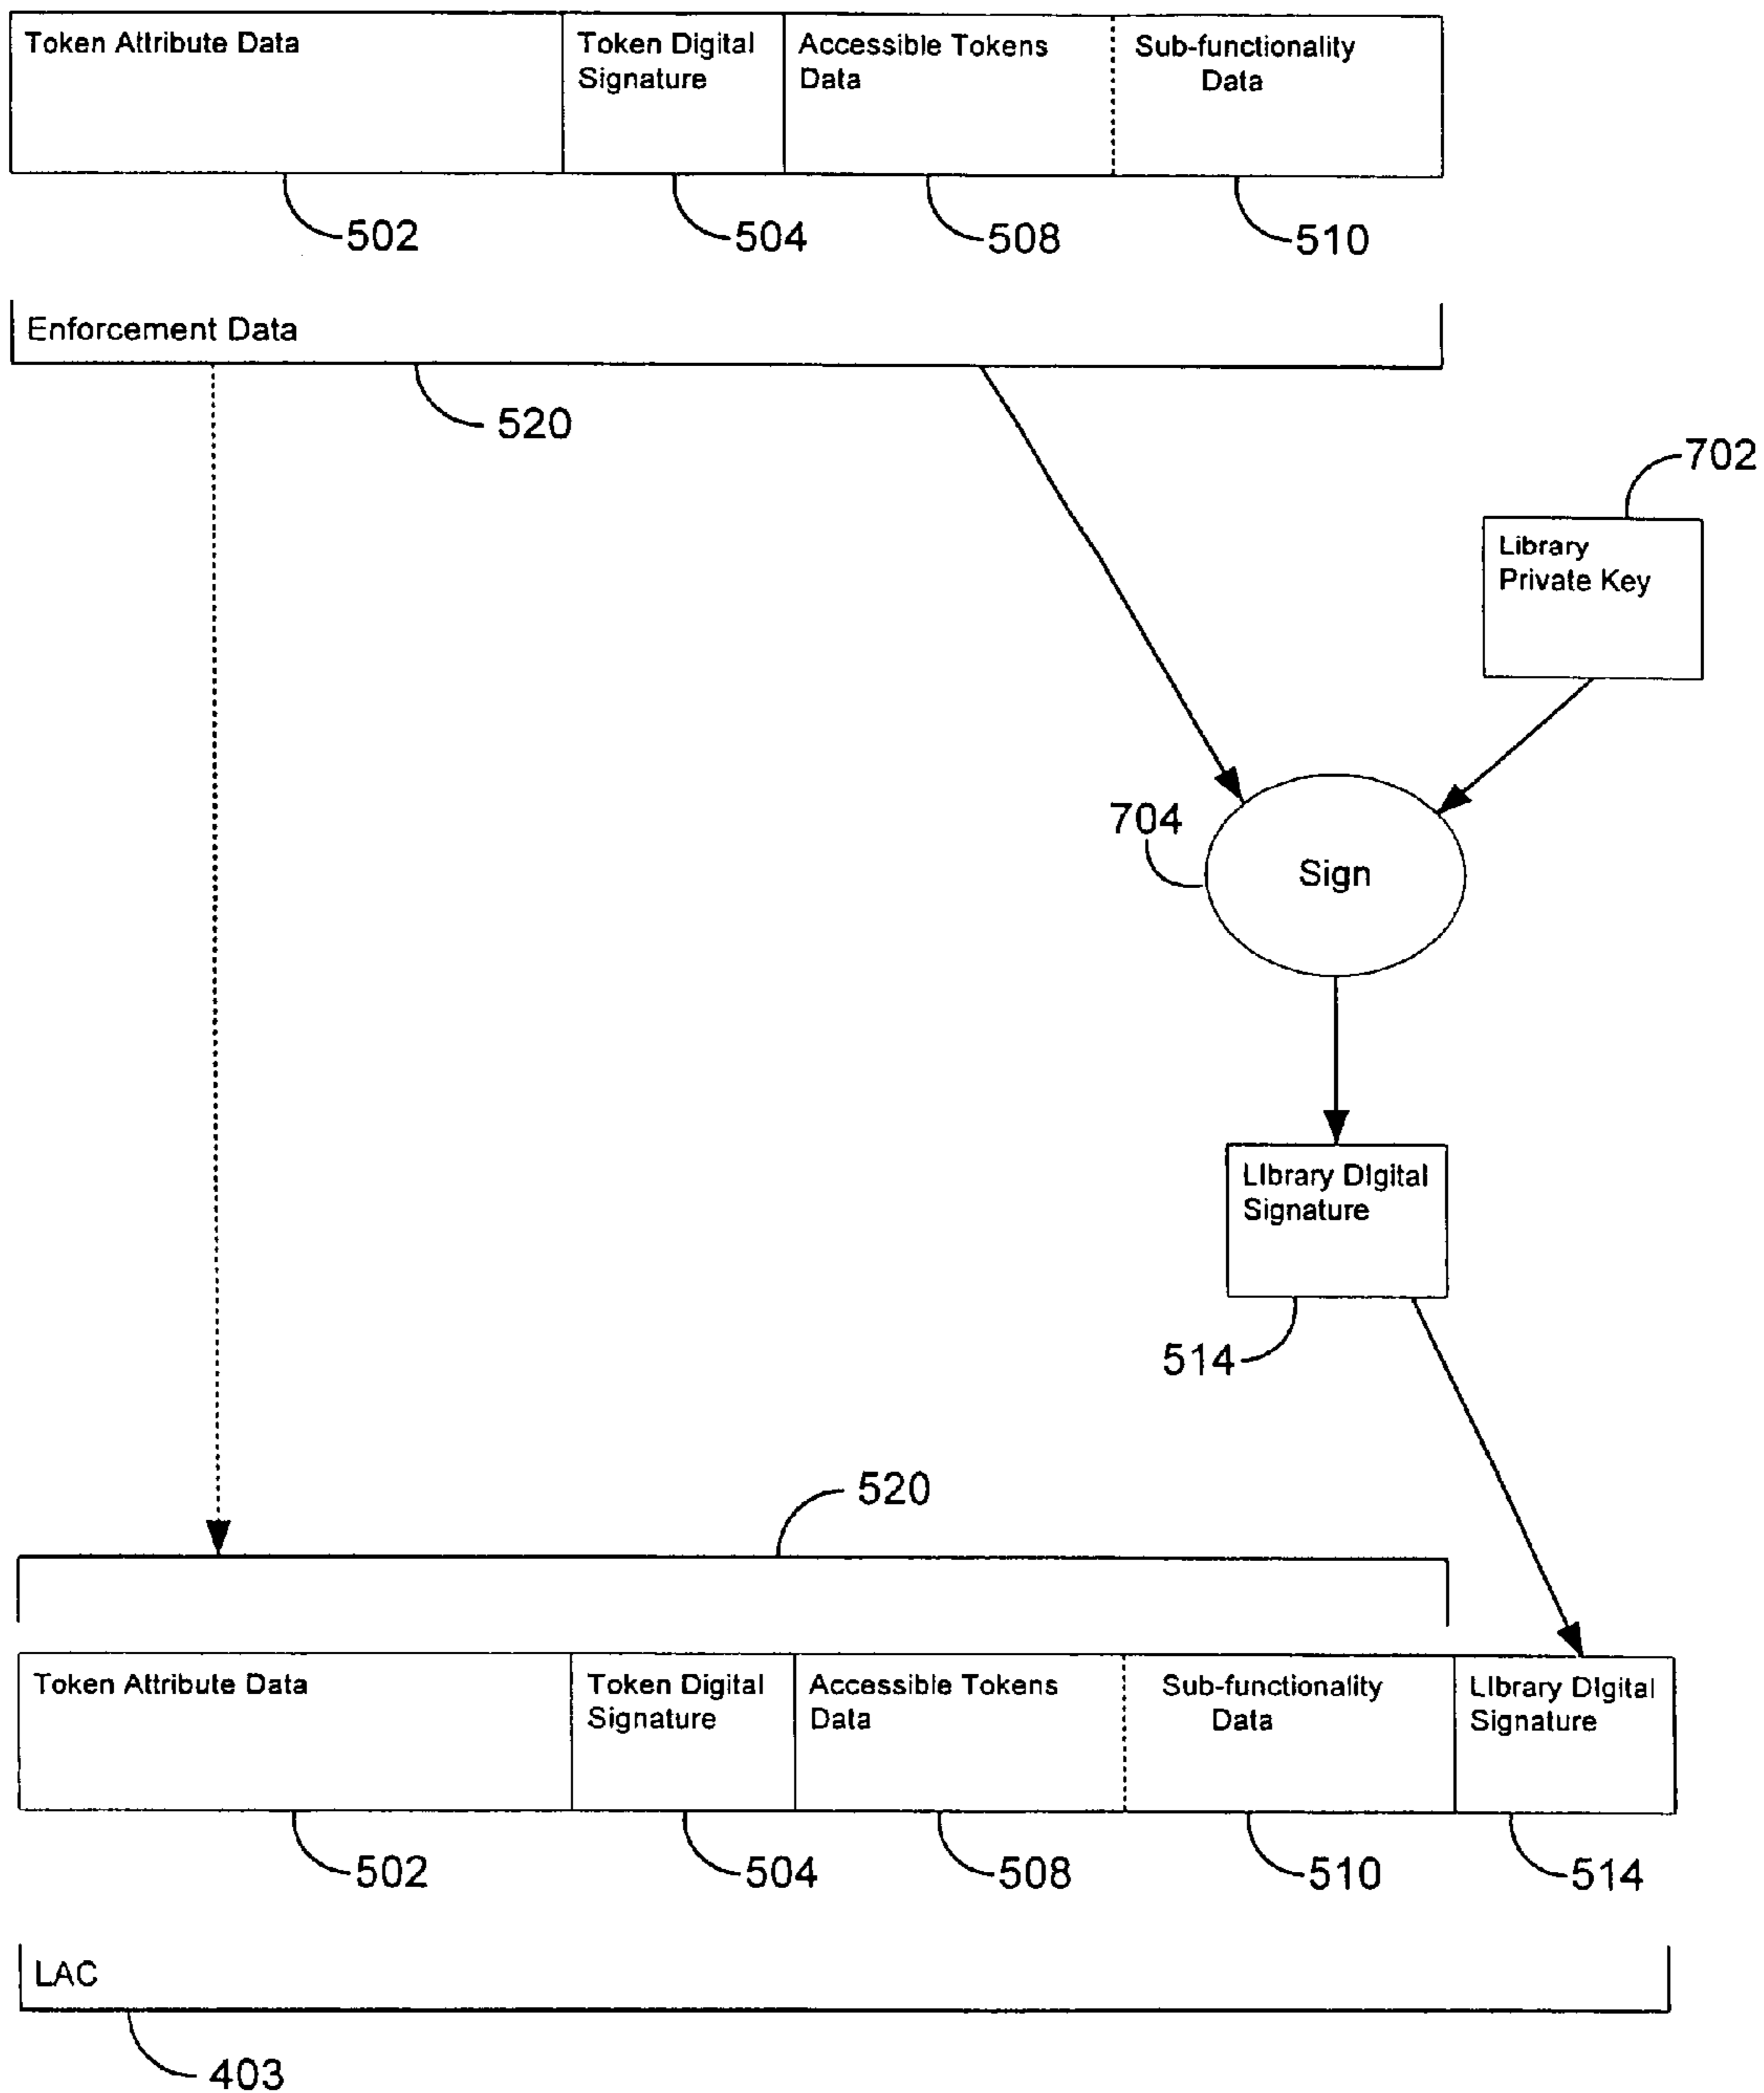 Token Attribute Data
Token Digital
Signature
Accessible Tokens
Data
Sub-functionality
Data
502
504
508
510
Enforcement Data
520
702
Library
Private Key
704
Sign
LIbrary DIgital
Signature
514
520
Token Attribute Data
Token Digital
Signature
Accessible Tokens
Data
Sub-functionality
Data
LIbrary DIgital
Signature
502
504
508
510
514
LAC
403